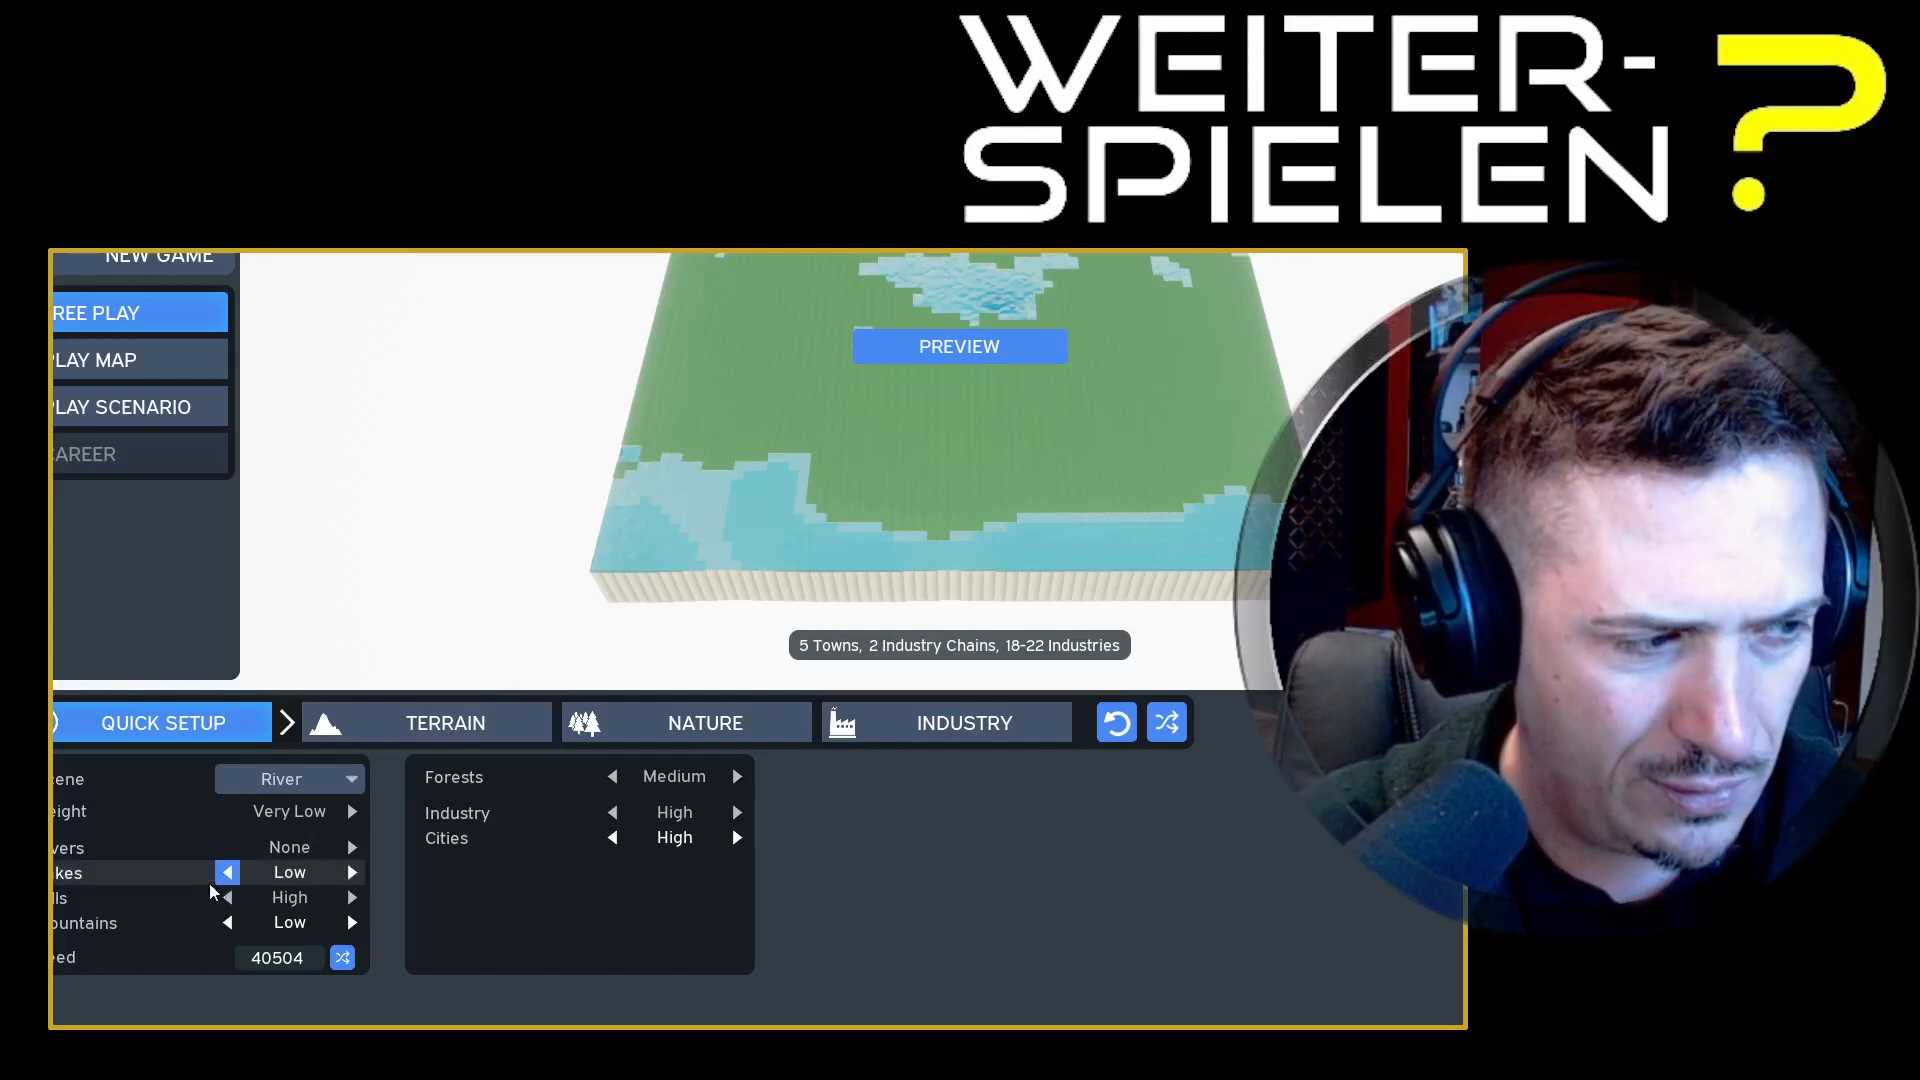 WEITER-
SPIELEN?
NEW GAME
REE PLAY
LAY MAP
LAY SCENARIO
AREER
PREVIEW
5 Towns, 2 Industry Chains, 18-22 Industries
QUICK SETUP
TERRAIN
NATURE
INDUSTRY
ene River
eight Very Low
vers None
kes Low
lls High
ountains Low
eed 40504
Forests Medium
Industry High
Cities High